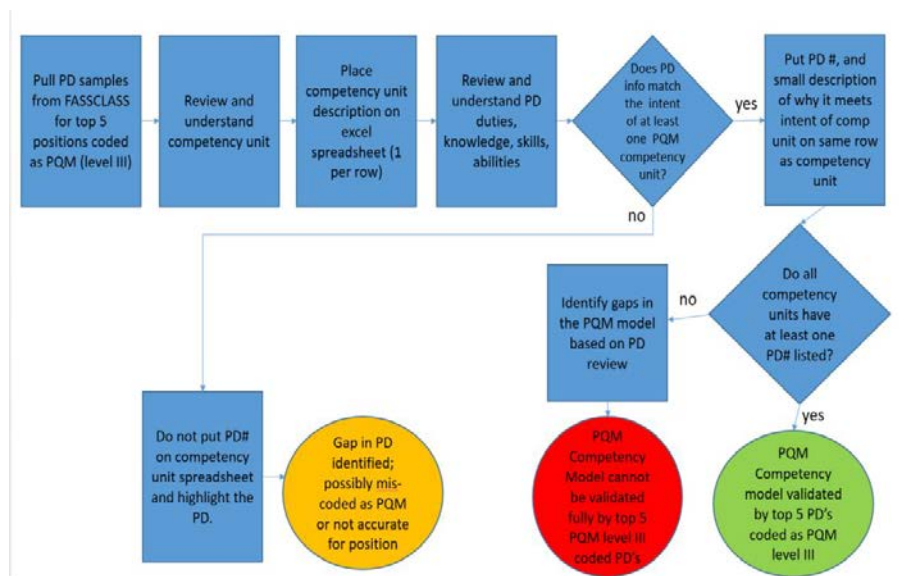 Pull PD samples
from FASSCLASS
for top 5
positions coded
as PQM (level III)
Review and
understand
competency unit
Place
competency unit
description on
excel spreadsheet (1
per row)
Review and
understand PD
duties,
knowledge, skills,
abilities
Does PD
info match
the intent
of at least
one PQM
competency
unit?
yes
Put PD #, and
small description
of why it meets
intent of comp
unit on same row
as competency
unit
no
Do all
competency
units have
at least one
PD# listed?
no
Identify gaps in
the PQM model
based on PD
review
yes
Do not put PD#
on competency
unit spreadsheet
and highlight the
PD.
Gap in PD
identified;
possibly mis-
coded as PQM
or not accurate
for position
PQM
Competency
Model cannot
be validated
fully by top 5
PQM level III
coded PD's
PQM
Competency
model validated
by top 5 PD's
coded as PQM
level III